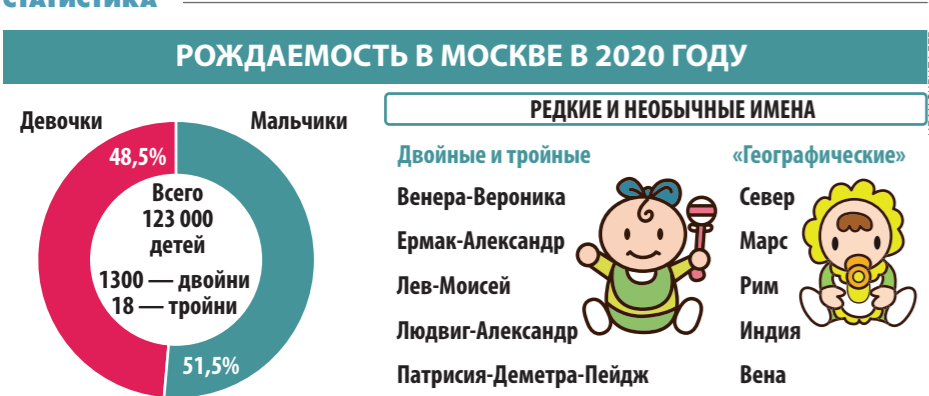 СТАТИСТИКА
РОЖДАЕМОСТЬ В МОСКВЕ В 2020 ГОДУ
Девочки
Мальчики
48,5%
Всего
123 000
детей
1300 — двойни
18 — тройни
51,5%
РЕДКИЕ И НЕОБЫЧНЫЕ ИМЕНА
Двойные и тройные
Венера-Вероника
Ермак-Александр
Лев-Моисей
Людвиг-Александр
Патрисия-Деметра-Пейдж
«Географические»
Север
Марс
Рим
Индия
Вена